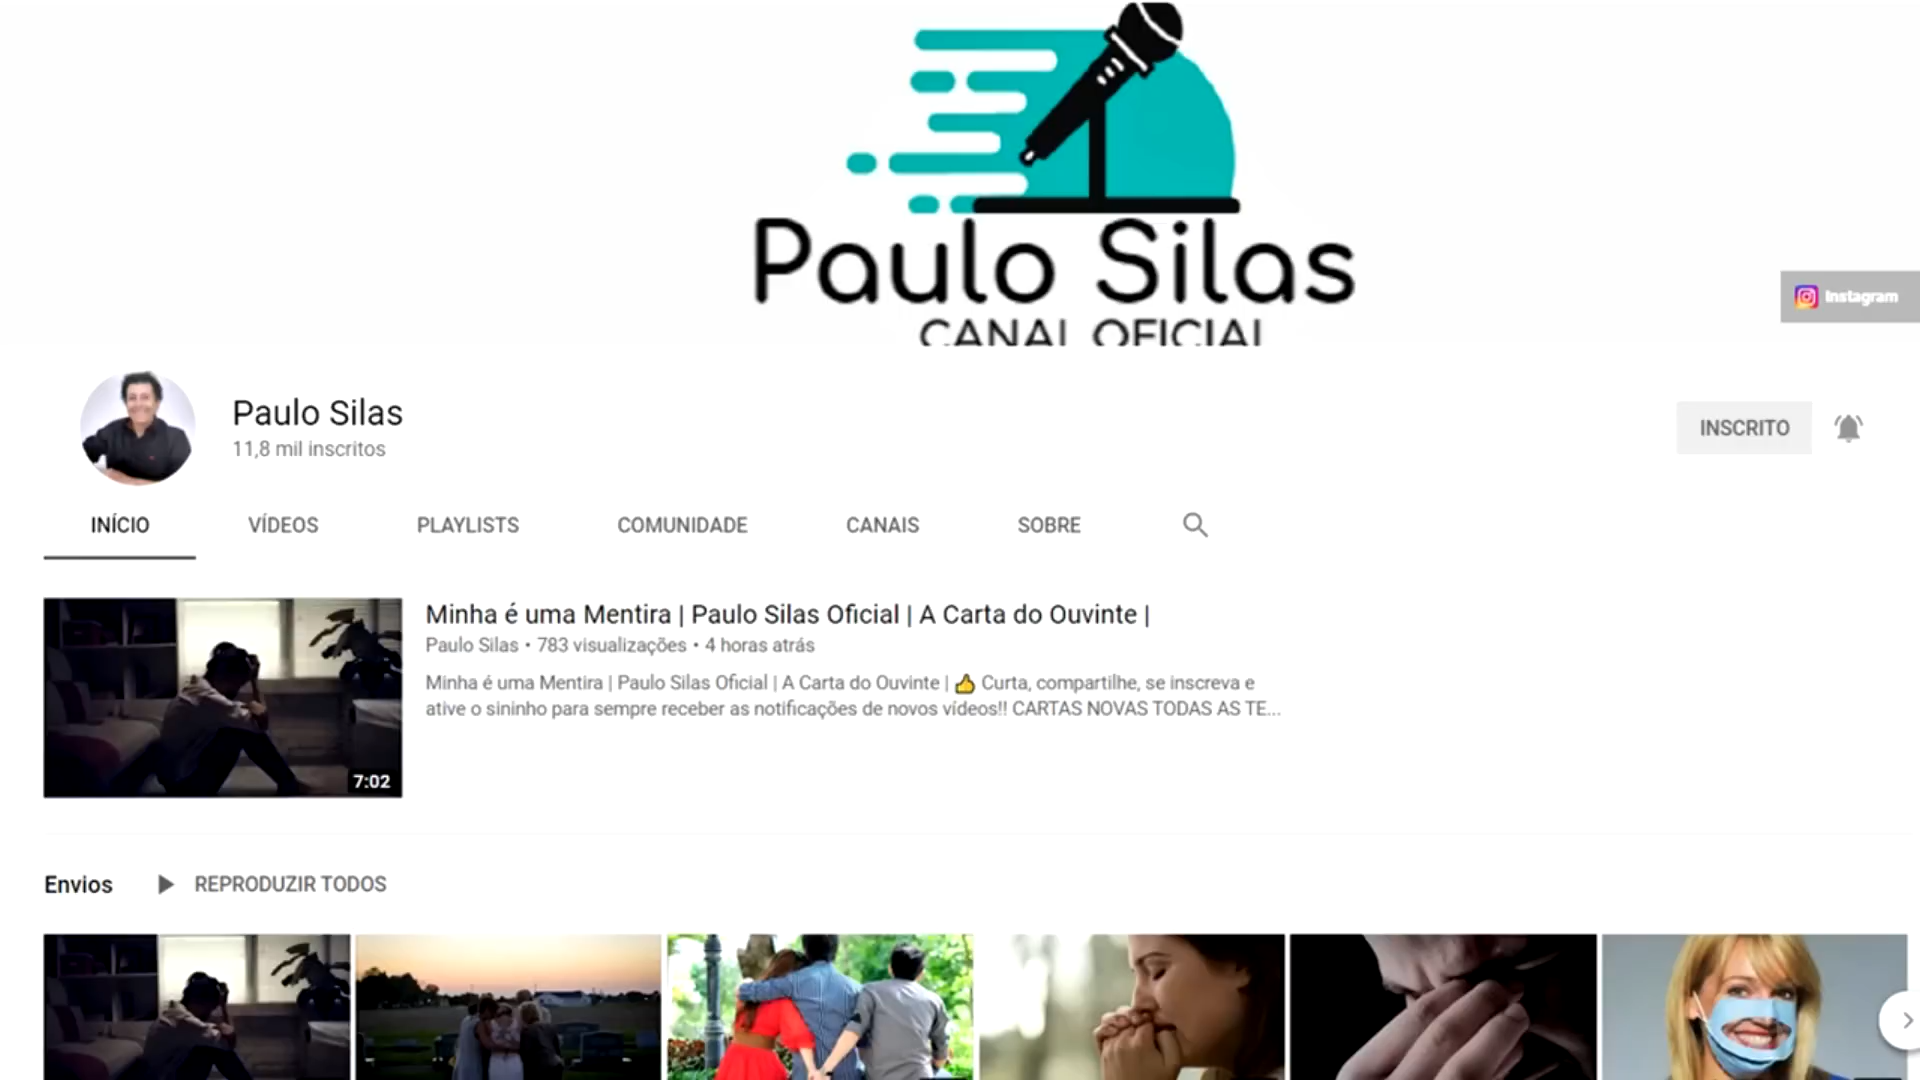 Paulo Silas
CANAL OFICIAL
Instagram
Paulo Silas
11,8 mil inscritos
INSCRITO
INÍCIO
VÍDEOS
PLAYLISTS
COMUNIDADE
CANAIS
SOBRE
Minha é uma Mentira | Paulo Silas Oficial | A Carta do Ouvinte |
Paulo Silas • 783 visualizações • 4 horas atrás
Minha é uma Mentira | Paulo Silas Oficial | A Carta do Ouvinte | 👍 Curta, compartilhe, se inscreva e
ative o sininho para sempre receber as notificações de novos vídeos!! CARTAS NOVAS TODAS AS TE...
7:02
Envios
REPRODUZIR TODOS